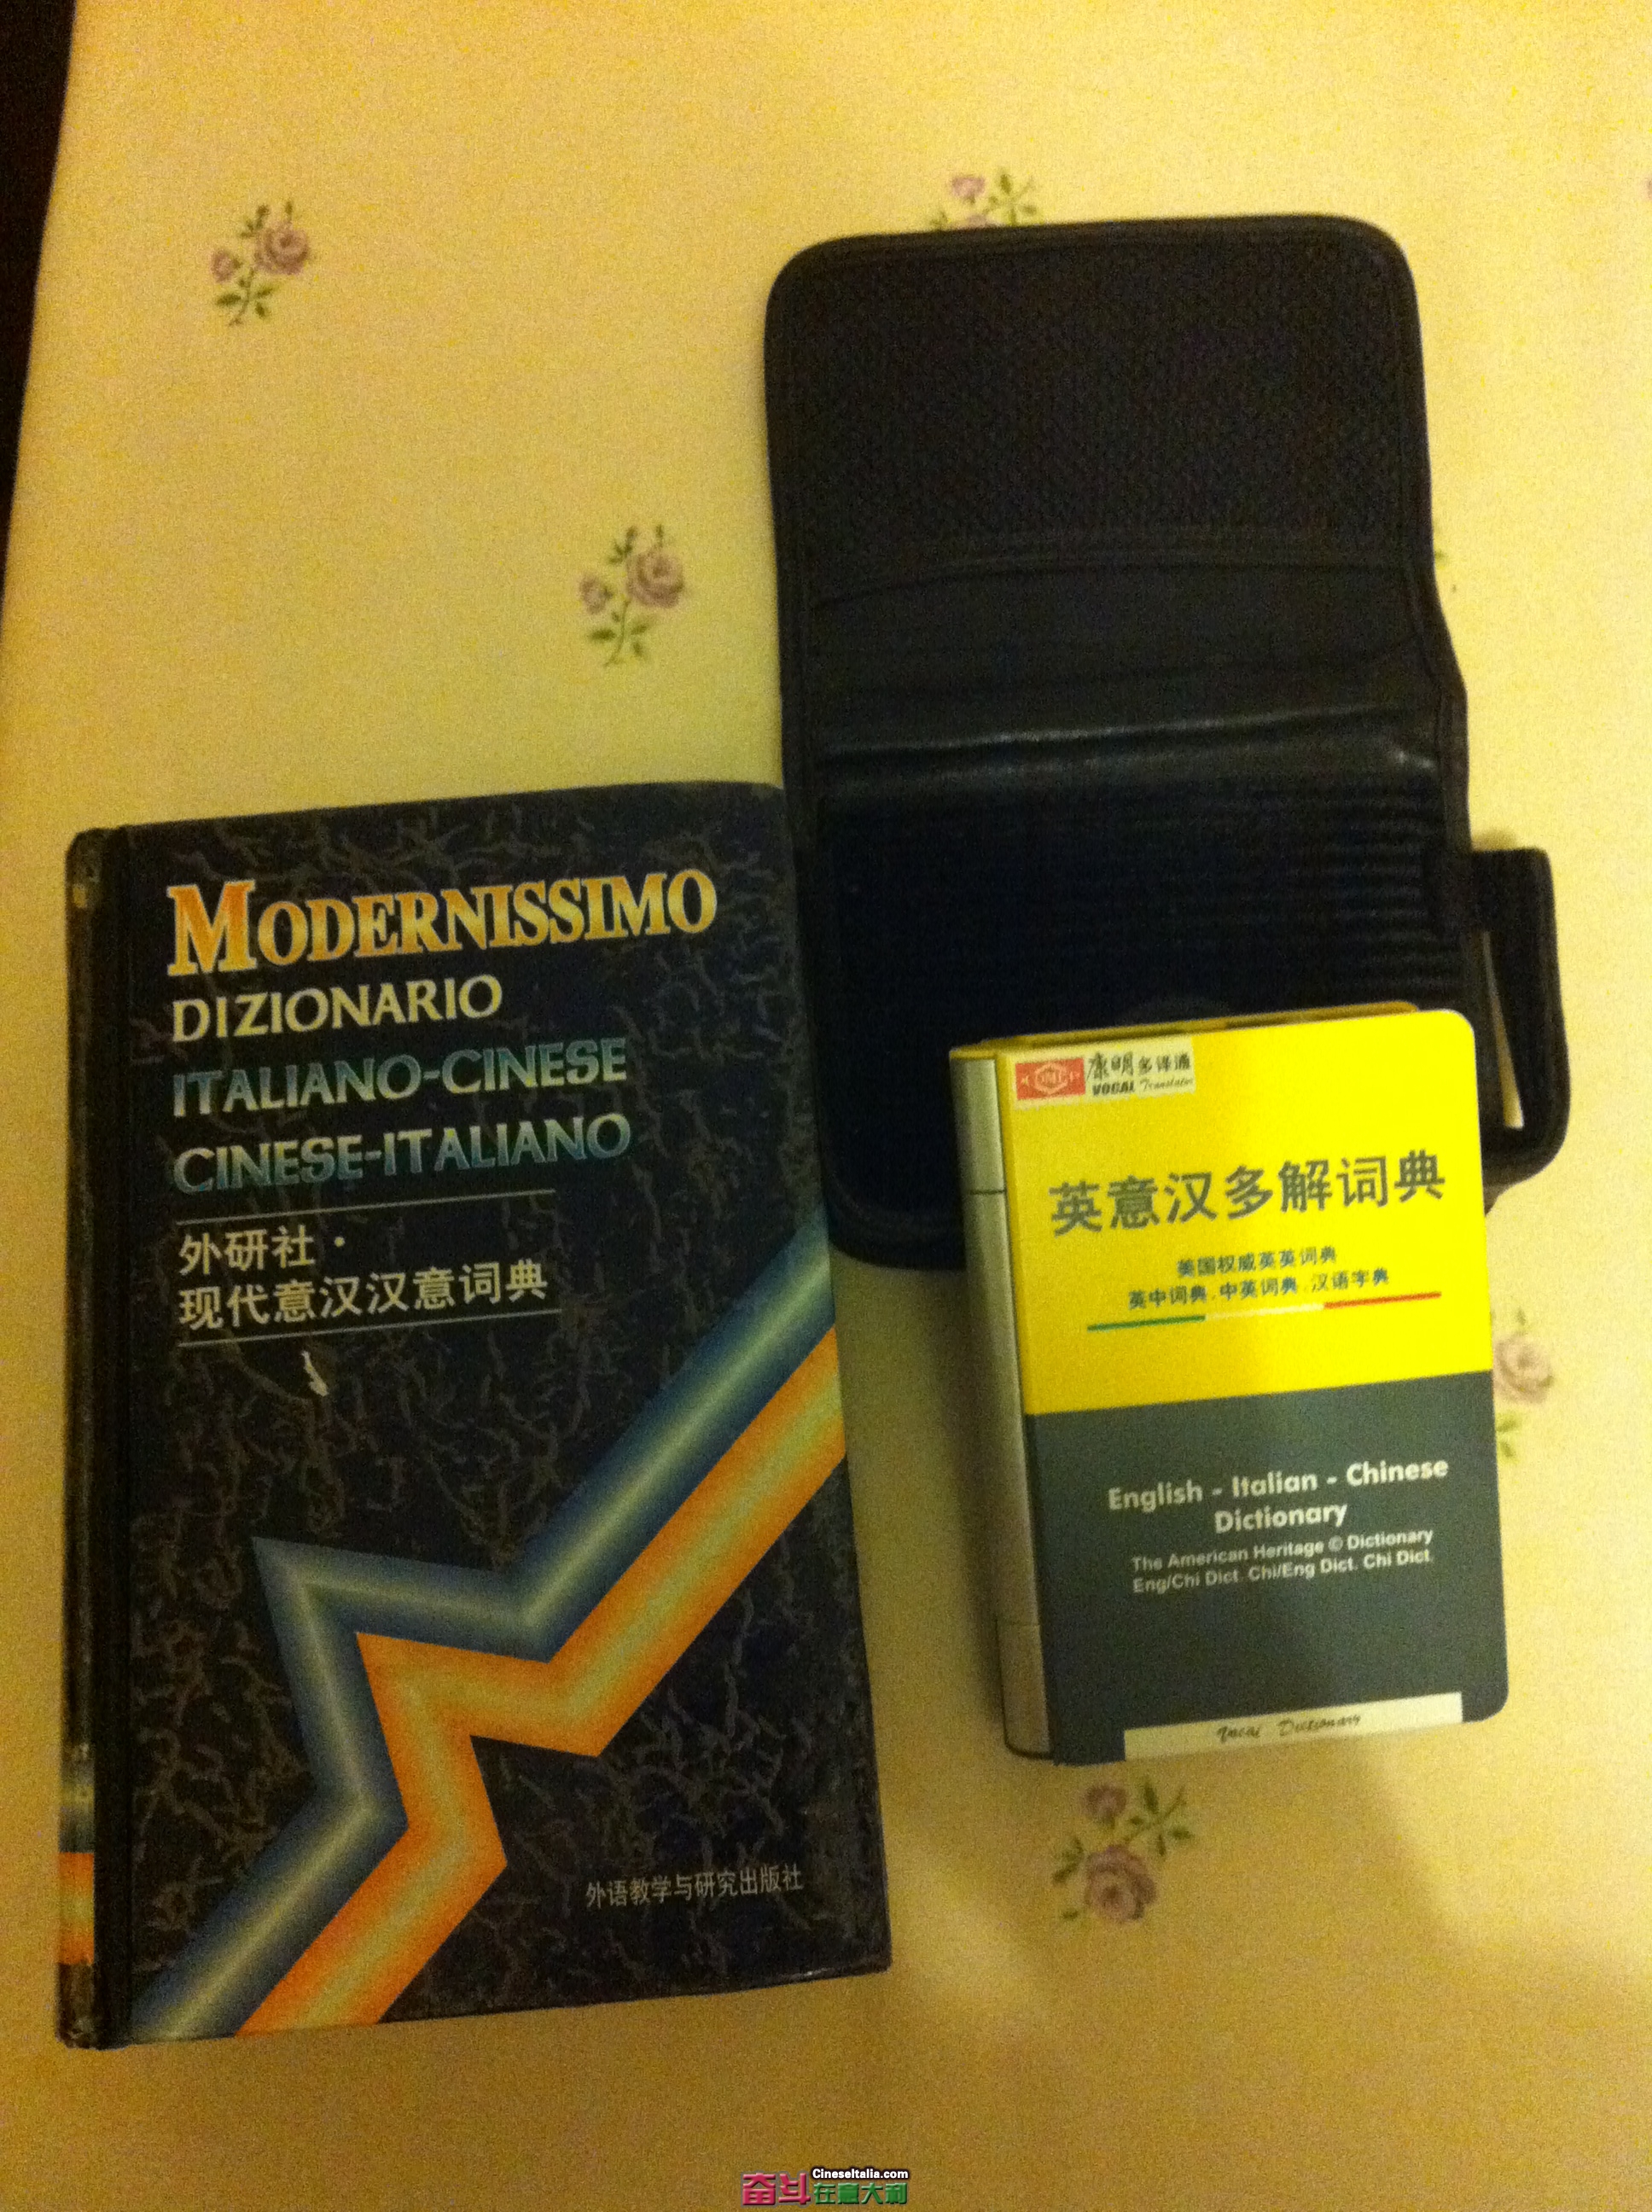 MODERNISSIMO
DIZIONARIO
ITALIANO-CINESE
CINESE-ITALIANO
外研社·
现代意汉汉意词典
外语教学与研究出版社
康明多译通
VOCAL Translator
英意汉多解词典
美国权威英英词典
英中词典.中英词典.汉语字典
English - Italian - Chinese
Dictionary
The American Heritage © Dictionary
Eng/Chi Dict. Chi/Eng Dict. Chi Dict.
Vocal Dictionary
CineseItalia.com
奋斗在意大利